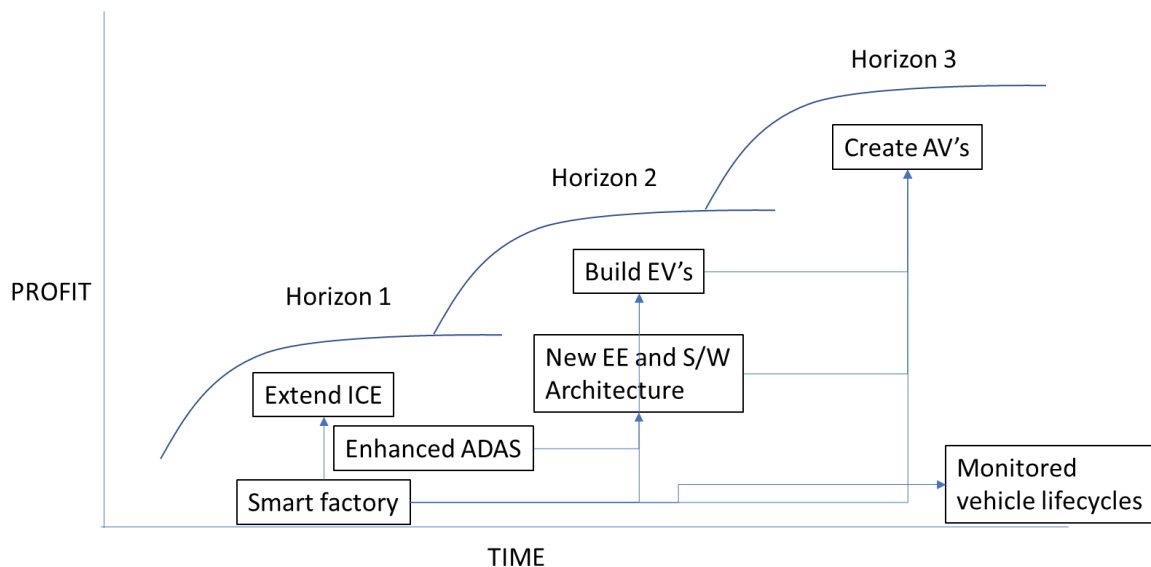 Horizon 3
Create AV's
Horizon 2
Build EV's
PROFIT
Horizon 1
New EE and S/W
Architecture
Extend ICE
Enhanced ADAS
Smart factory
Monitored
vehicle lifecycles
TIME